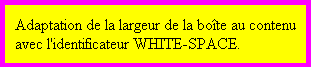 Adaptation de la largeur de la boîte au contenu
avec l'identificateur WHITE-SPACE.